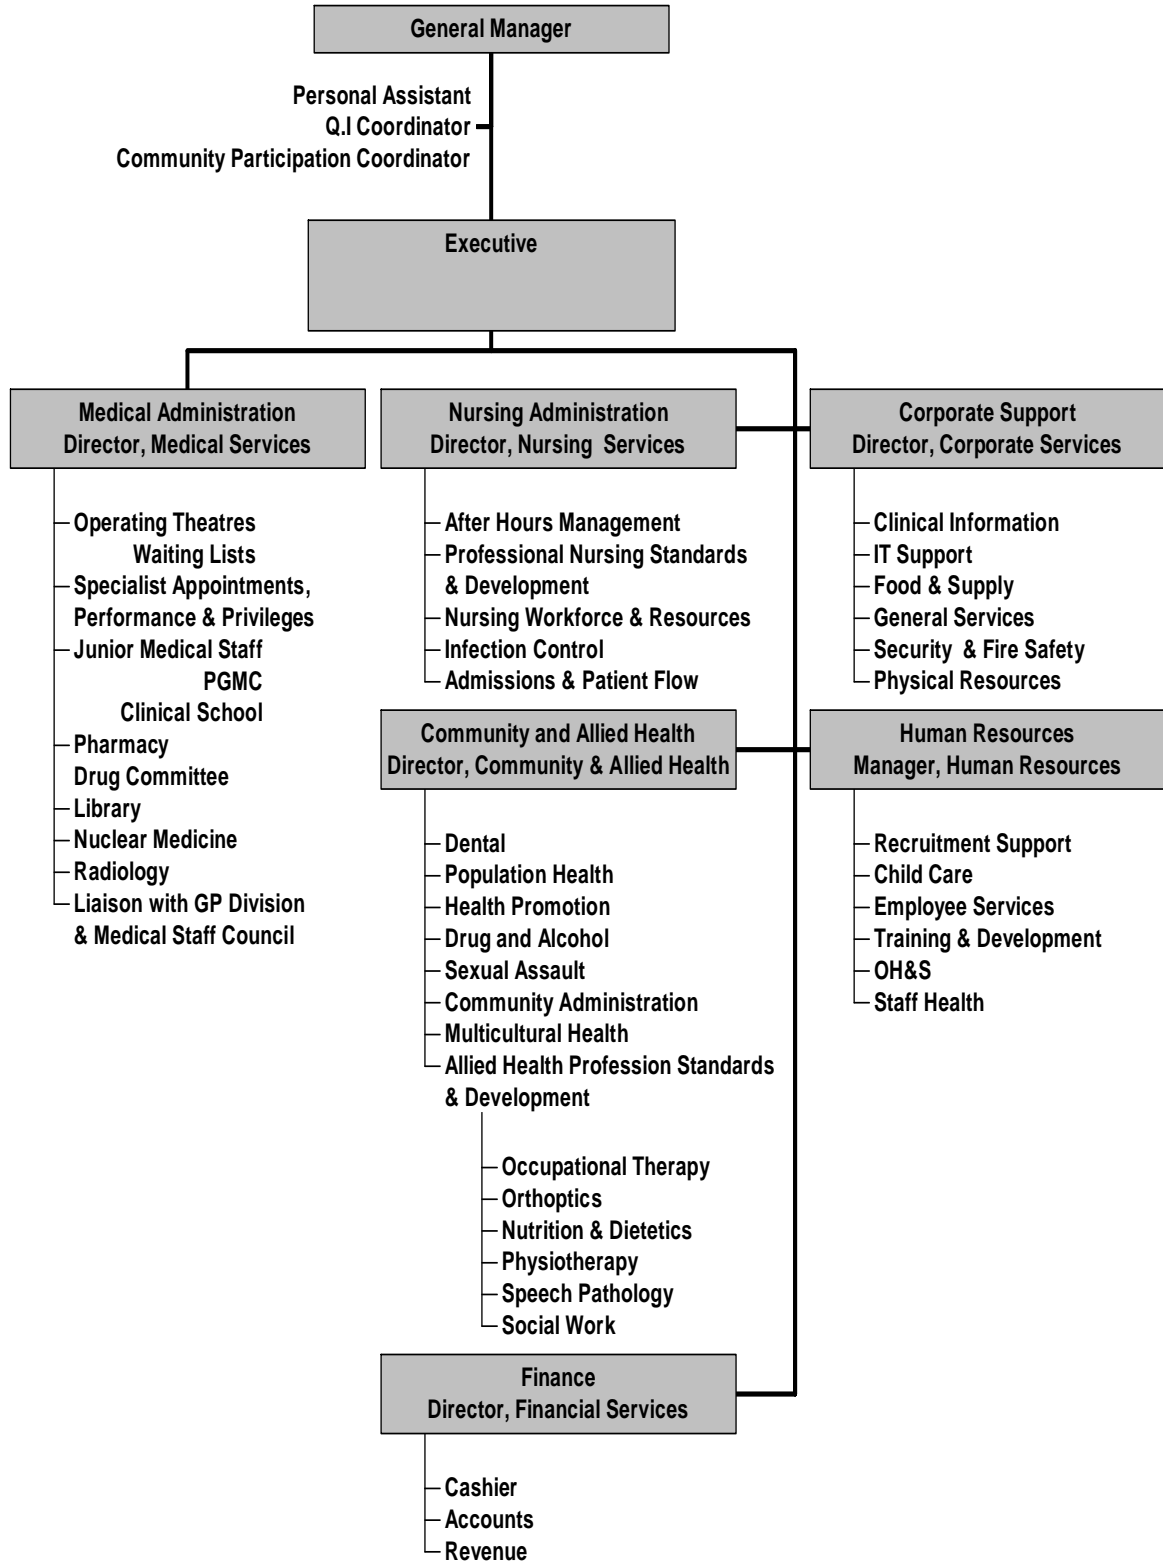 General Manager
Personal Assistant
Q.I Coordinator
Community Participation Coordinator
Executive
Medical Administration
Director, Medical Services
Operating Theatres
Waiting Lists
Specialist Appointments,
Performance & Privileges
Junior Medical Staff
PGMC
Clinical School
Pharmacy
Drug Committee
Library
Nuclear Medicine
Radiology
Liaison with GP Division
& Medical Staff Council
Nursing Administration
Director, Nursing Services
After Hours Management
Professional Nursing Standards
& Development
Nursing Workforce & Resources
Infection Control
Admissions & Patient Flow
Corporate Support
Director, Corporate Services
Clinical Information
IT Support
Food & Supply
General Services
Security & Fire Safety
Physical Resources
Community and Allied Health
Director, Community & Allied Health
Dental
Population Health
Health Promotion
Drug and Alcohol
Sexual Assault
Community Administration
Multicultural Health
Allied Health Profession Standards
& Development
Occupational Therapy
Orthoptics
Nutrition & Dietetics
Physiotherapy
Speech Pathology
Social Work
Human Resources
Manager, Human Resources
Recruitment Support
Child Care
Employee Services
Training & Development
OH&S
Staff Health
Finance
Director, Financial Services
Cashier
Accounts
Revenue